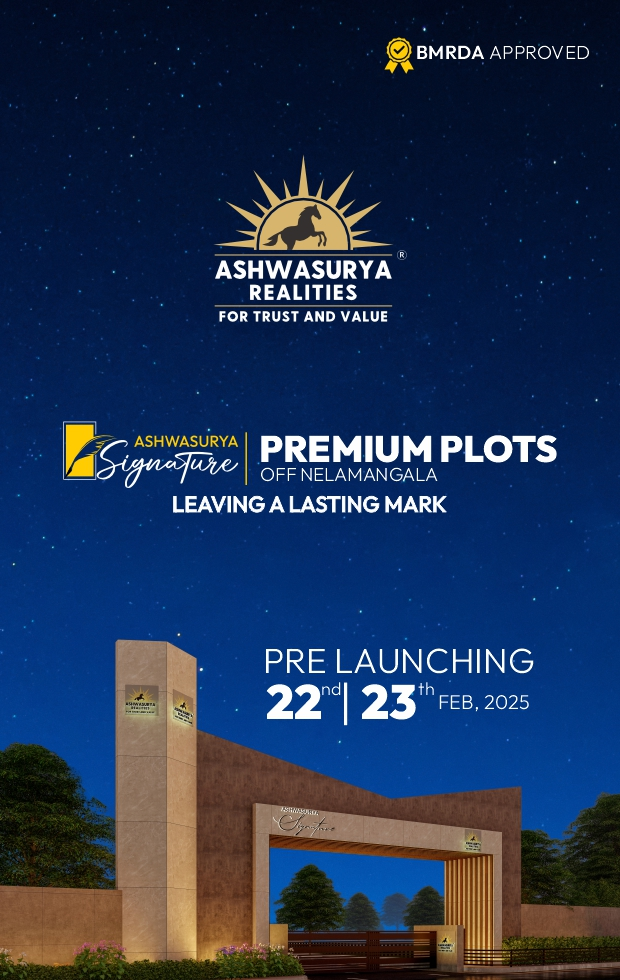 BMRDA APPROVED
®
ASHWASURYA
REALITIES
FOR TRUST AND VALUE
ASHWASURYA
Signature
PREMIUM PLOTS
OFF NELAMANGALA
LEAVING A LASTING MARK
PRE LAUNCHING
22nd| 23th FEB, 2025
ASHWASURYA
REALITIES
ASHWASURYA
Signature